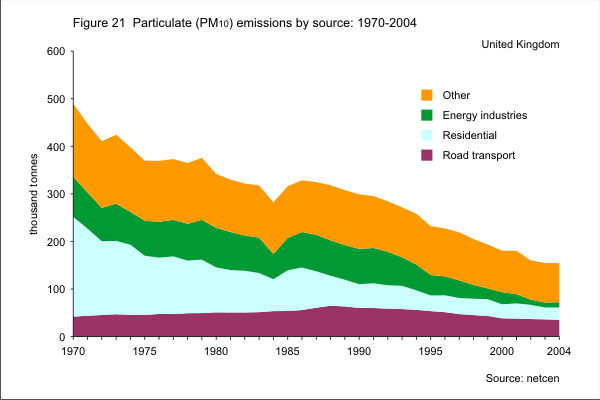 Figure 21  Particulate (PM10) emissions by source: 1970-2004
United Kingdom
thousand tonnes
600
500
400
300
200
100
0
Other
Energy industries
Residential
Road transport
1970 1975 1980 1985 1990 1995 2000 2004
Source: netcen